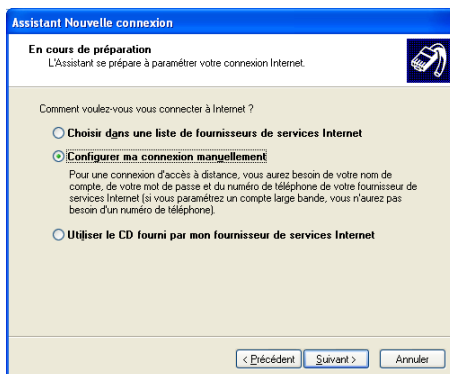 Assistant Nouvelle connexion
En cours de préparation
L'Assistant se prépare à paramétrer votre connexion Internet.
Comment voulez-vous vous connecter à Internet ?
Choisir dans une liste de fournisseurs de services Internet
Configurer ma connexion manuellement
Pour une connexion d'accès à distance, vous aurez besoin de votre nom de
compte, de votre mot de passe et du numéro de téléphone de votre fournisseur de
services Internet (si vous paramétrez un compte large bande, vous n'aurez pas
besoin d'un numéro de téléphone).
Utiliser le CD fourni par mon fournisseur de services Internet
< Précédent
Suivant >
Annuler